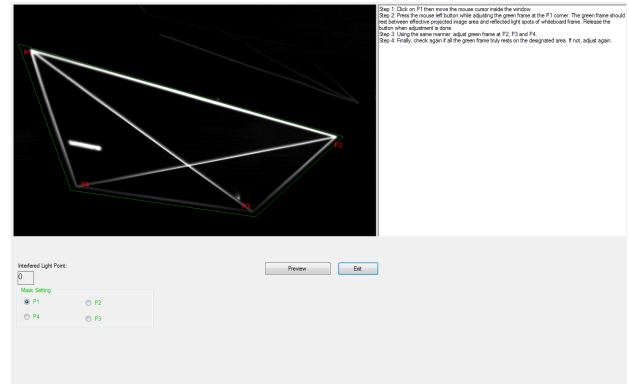 Step 1: Click on P1 then move the mouse cursor inside the window.
Step 2: Press the mouse left button while adjusting the green frame at the P1 corner. The green frame should
rest between effective projected image area and reflected light spots of whiteboard frame. Release the
button when adjustment is done.
Step 3: Using the same manner, adjust green frame at P2, P3 and P4.
Step 4: Finally, check again if all the green frame truly rests on the designated area. If not, adjust again.
P1
P2
P4
P3
Interfered Light Point:
0
Preview
Exit
Mask Setting
P1
P2
P4
P3